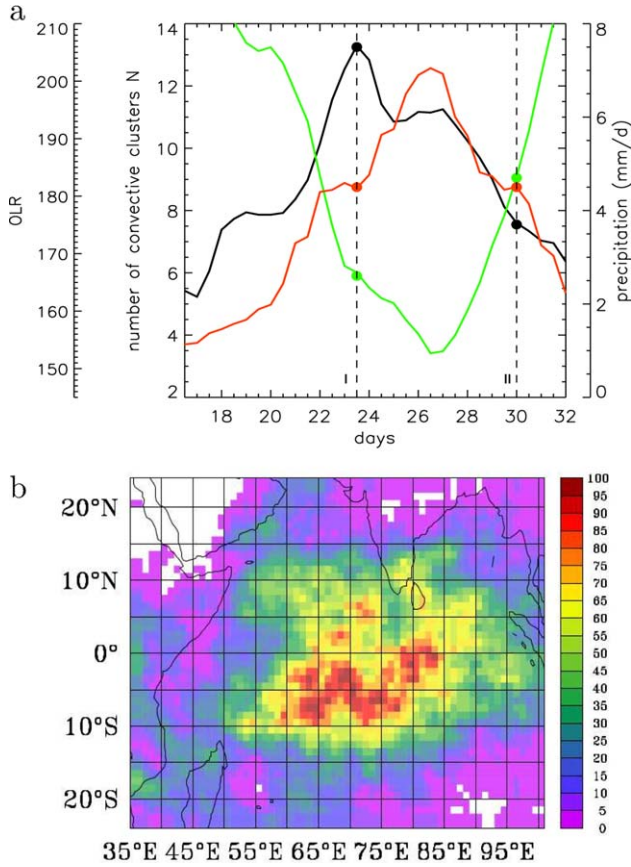 a
210
200
190
180
170
160
150
OLR
14
12
10
8
6
4
2
number of convective clusters N
8
6
4
2
0
precipitation (mm/d)
I
II
18 20 22 24 26 28 30 32
days
b
20°N
10°N
0°
10°S
20°S
35°E 45°E 55°E 65°E 75°E 85°E 95°E
100
95
90
85
80
75
70
65
60
55
50
45
40
35
30
25
20
15
10
5
0